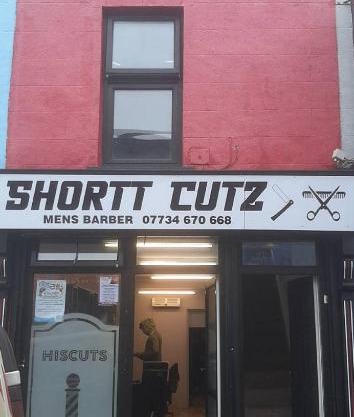 SHORTT CUTZ
MENS BARBER 07734 670 668
HISCUTS